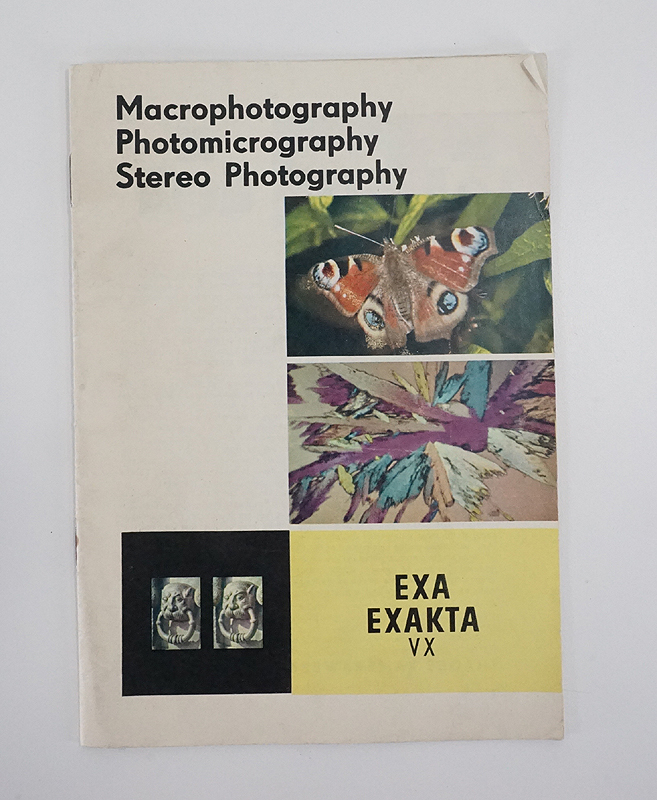 Macrophotography
Photomicrography
Stereo Photography
EXA
EXAKTA
VX